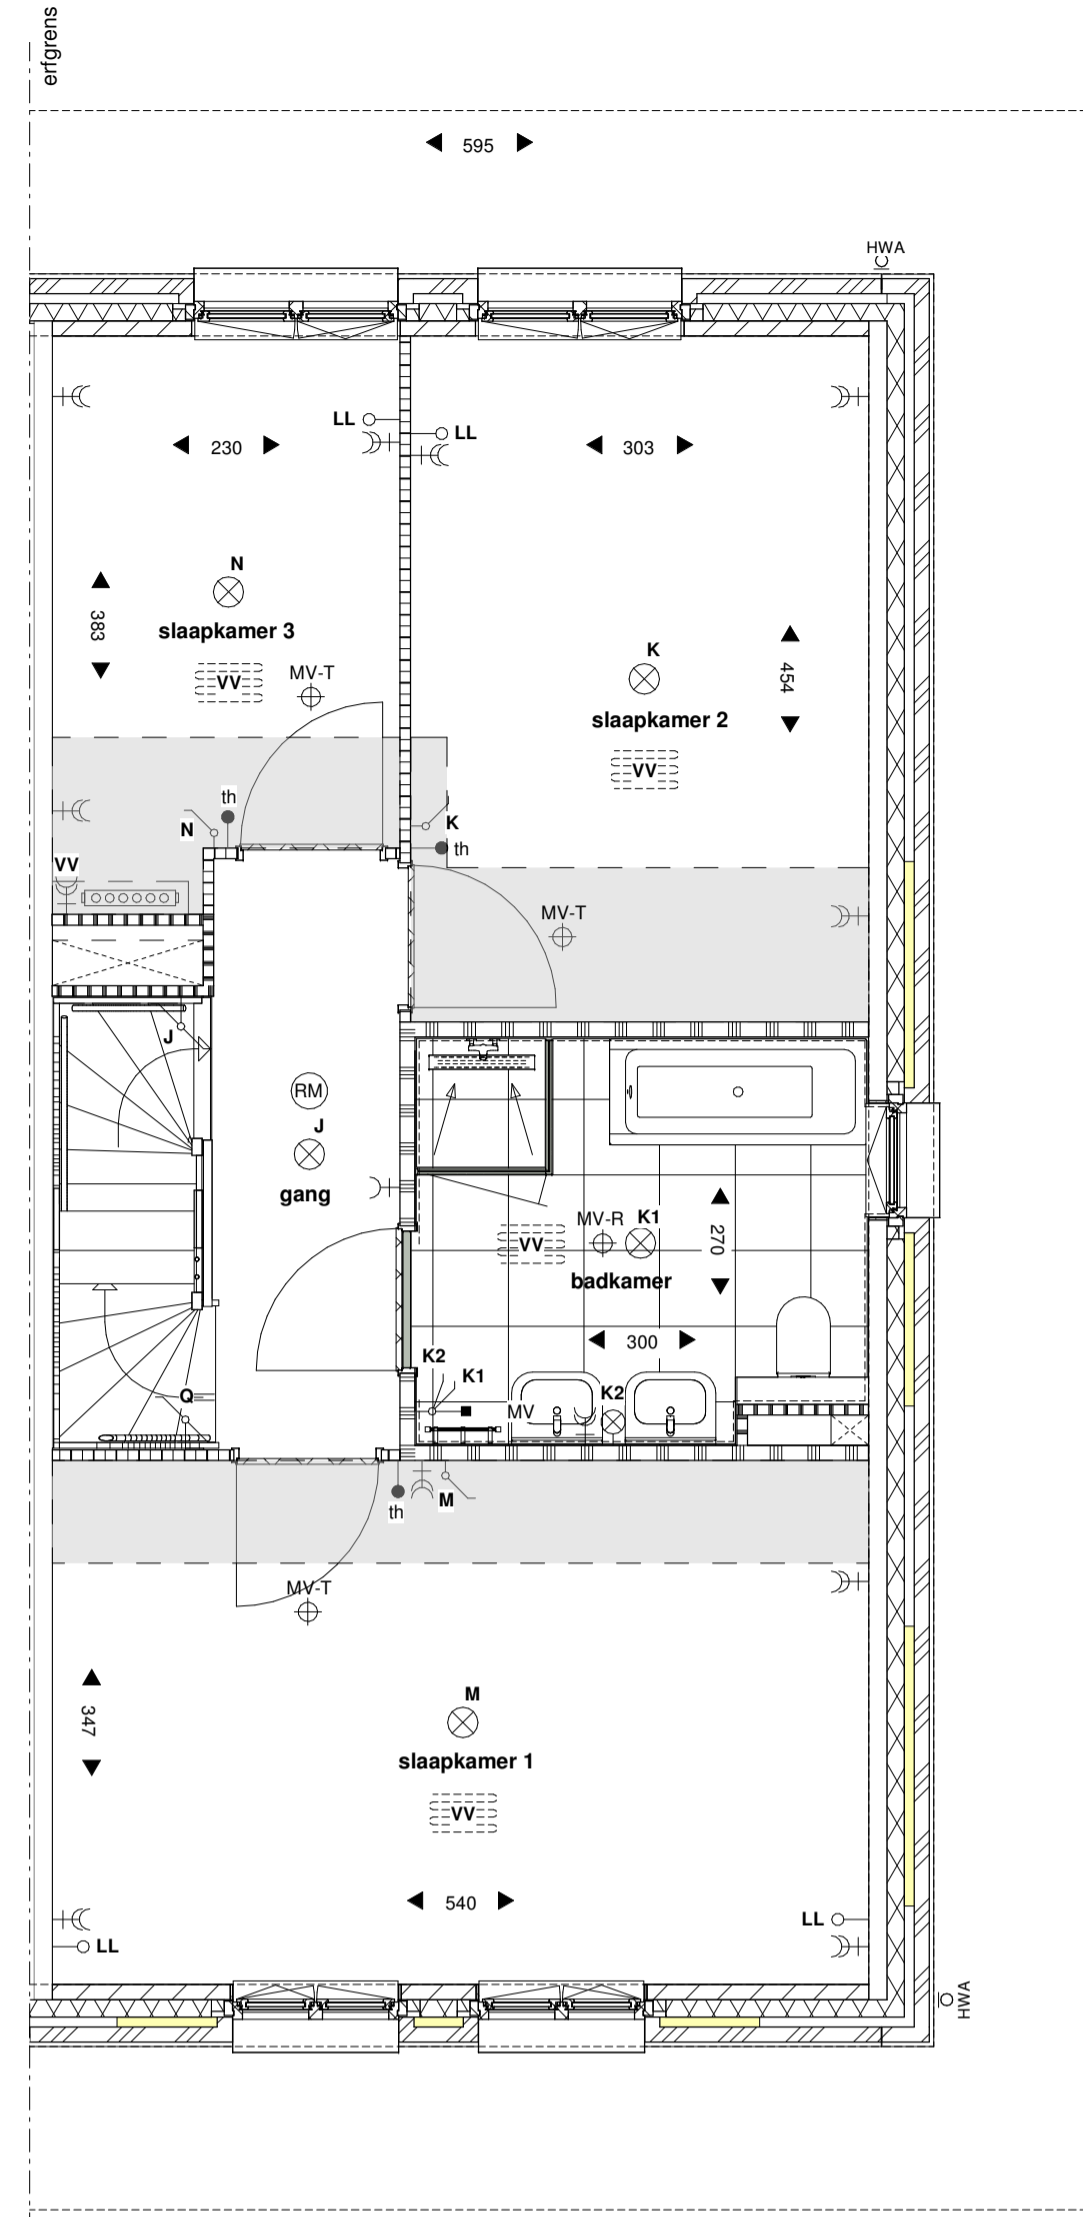 erfgrens
595
HWA
LL
LL
230
303
N
383
slaapkamer 3
K
454
MV-T
VV
slaapkamer 2
VV
th
N
K
th
VV
MV-T
J
RM
J
gang
MV-R
K1
VV
270
badkamer
300
K2
K1
Q
K2
MV
M
th
MV-T
M
347
slaapkamer 1
VV
540
LL
LL
HWA